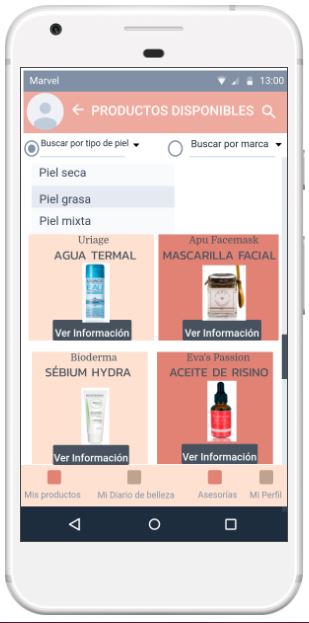 Marvel 13:00
PRODUCTOS DISPONIBLES
Buscar por tipo de piel Buscar por marca
Piel seca
Piel grasa
Piel mixta
Uriage
AGUA TERMAL
Ver Información
Apu Facemask
MASCARILLA FACIAL
Ver Información
Bioderma
SÉBIUM HYDRA
Ver Información
Eva's Passion
ACEITE DE RISINO
Ver Información
Mis productos Mi Diario de belleza Asesorías Mi Perfil